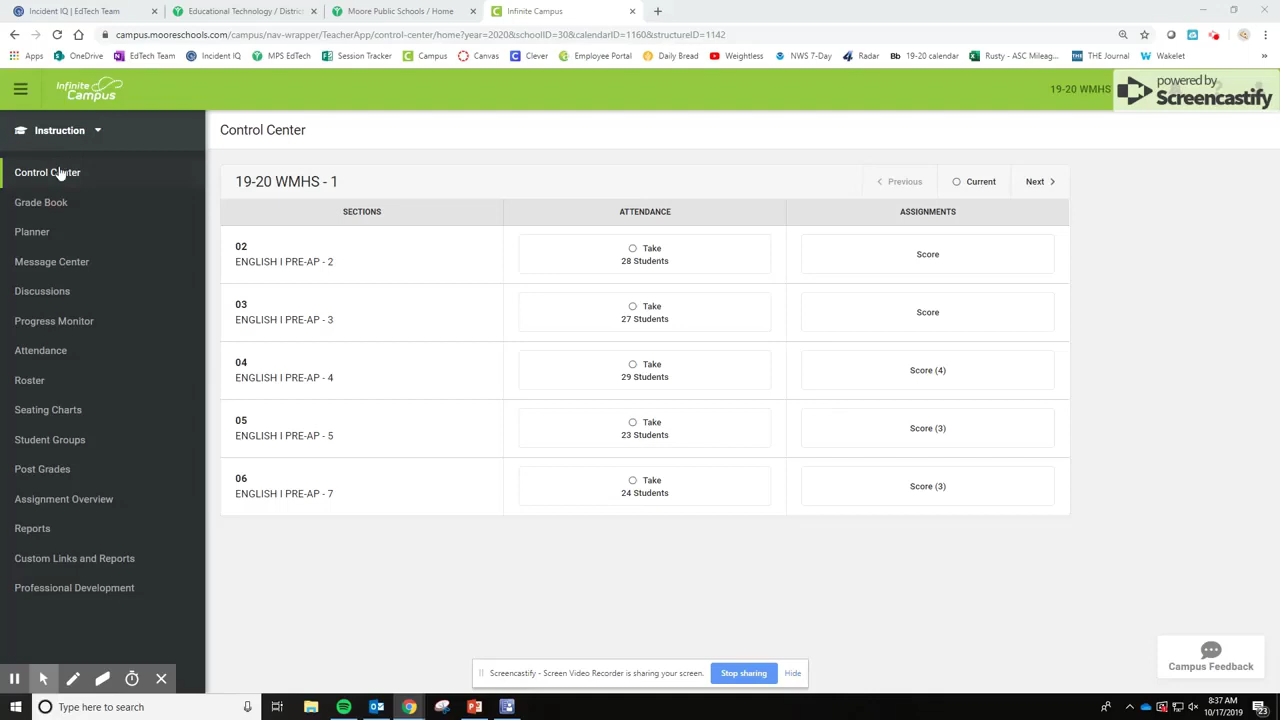 Incident IQ | EdTech Team
Educational Technology / Distric
Moore Public Schools / Home
Infinite Campus
campus.mooreschools.com/campus/nav-wrapper/TeacherApp/control-center/home?year=2020&schoolID=30&calendarID=1160&structureID=1142
Apps
OneDrive
EdTech Team
Incident IQ
MPS EdTech
Session Tracker
Campus
Canvas
Clever
Employee Portal
Daily Bread
Weightless
NWS 7-Day
Radar
Bb 19-20 calendar
Rusty - ASC Mileag...
THE Journal
Wakelet
Infinite
Campus
19-20 WMHS
powered by
Screencastify
Instruction
Control Center
Grade Book
Planner
Message Center
Discussions
Progress Monitor
Attendance
Roster
Seating Charts
Student Groups
Post Grades
Assignment Overview
Reports
Custom Links and Reports
Professional Development
Control Center
19-20 WMHS - 1
Previous
Current
Next
SECTIONS
ATTENDANCE
ASSIGNMENTS
02
ENGLISH I PRE-AP - 2
Take
28 Students
Score
03
ENGLISH I PRE-AP - 3
Take
27 Students
Score
04
ENGLISH I PRE-AP - 4
Take
29 Students
Score (4)
05
ENGLISH I PRE-AP - 5
Take
23 Students
Score (3)
06
ENGLISH I PRE-AP - 7
Take
24 Students
Score (3)
Campus Feedback
Screencastify - Screen Video Recorder is sharing your screen.
Stop sharing
Hide
Type here to search
8:37 AM
10/17/2019
23